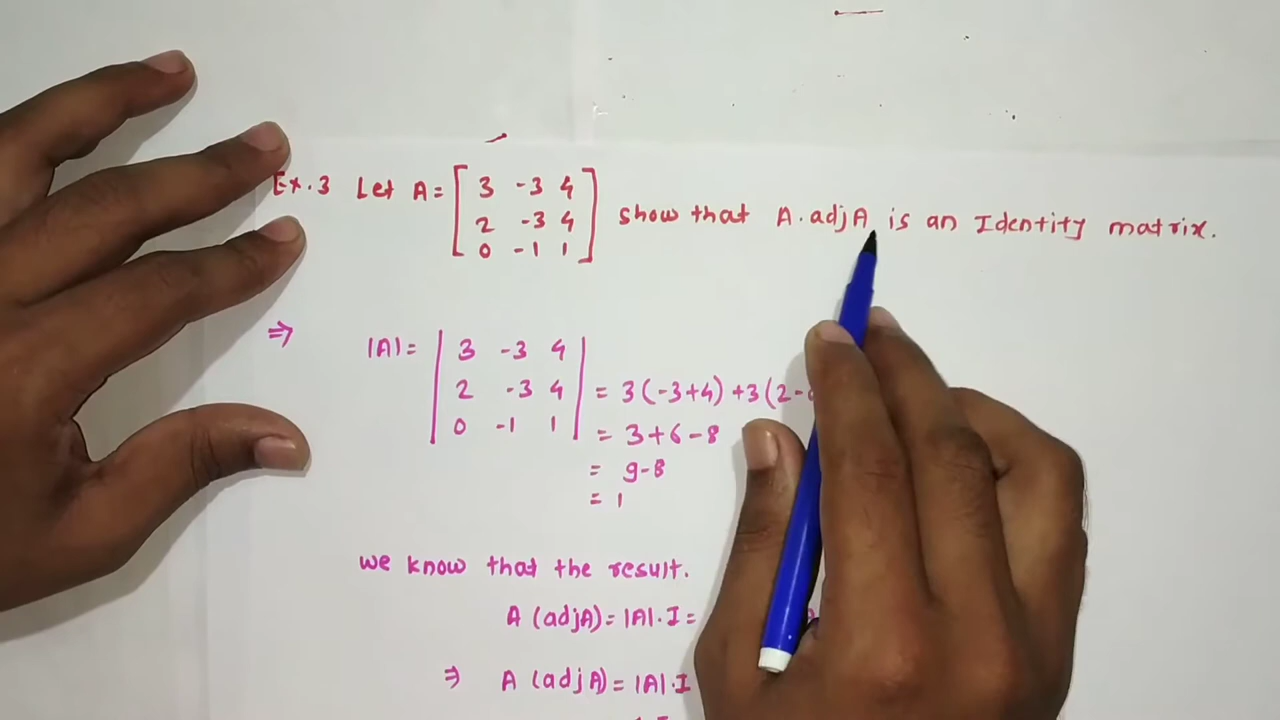 Ex.3 Let A = [ 3 -3 4 show that A.adjA is an Identity matrix.
2 -3 4
0 -1 1 ]
⇒ |A| = | 3 -3 4
2 -3 4 | = 3(-3+4) +3(2-
0 -1 1 = 3+6-8
= 9-8
= 1
we know that the result.
A (adjA) = |A|.I =
⇒ A (adjA) = |A|.I